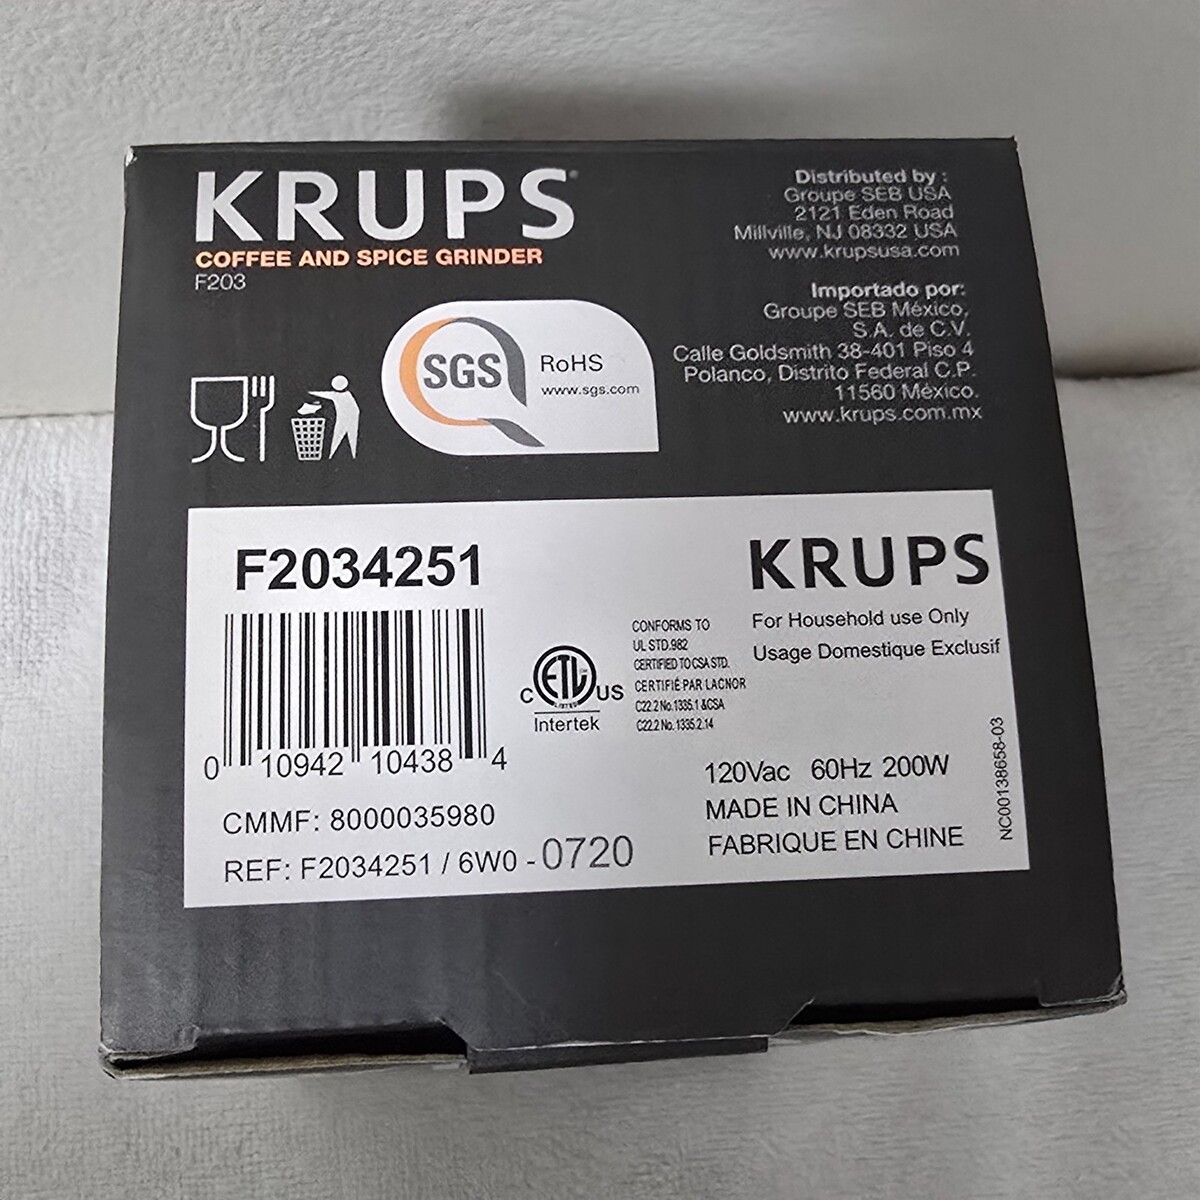 KRUPS
COFFEE AND SPICE GRINDER
F203
Distributed by :
Groupe SEB USA
2121 Eden Road
Millville, NJ 08332 USA
www.krupsusa.com
Importado por:
Groupe SEB México,
S.A. de C.V.
Calle Goldsmith 38-401 Piso 4
Polanco, Distrito Federal C.P.
11560 México.
www.krups.com.mx
SGS
RoHS
www.sgs.com
F2034251
0 10942 10438 4
CMMF: 8000035980
REF: F2034251 / 6W0 - 0720
C ETL US
LISTED
Intertek
CONFORMS TO
UL STD.982
CERTIFIED TO CSA STD.
CERTIFIÉ PAR LACNOR
C22.2 No.1335.1 &CSA
C22.2 No.1335.2.14
KRUPS
For Household use Only
Usage Domestique Exclusif
120Vac 60Hz 200W
MADE IN CHINA
FABRIQUE EN CHINE
NC00138658-03